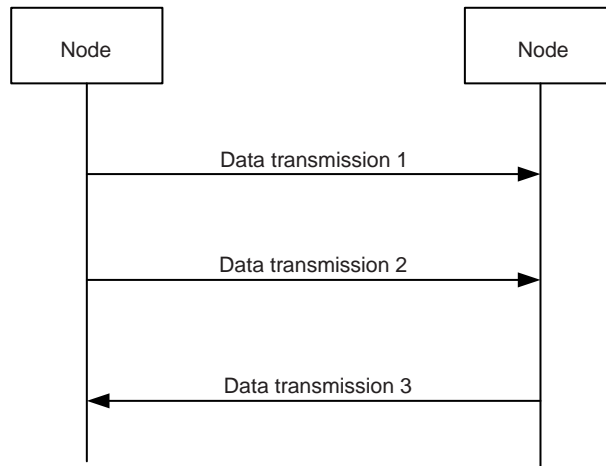 Node
Node
Data transmission 1
Data transmission 2
Data transmission 3